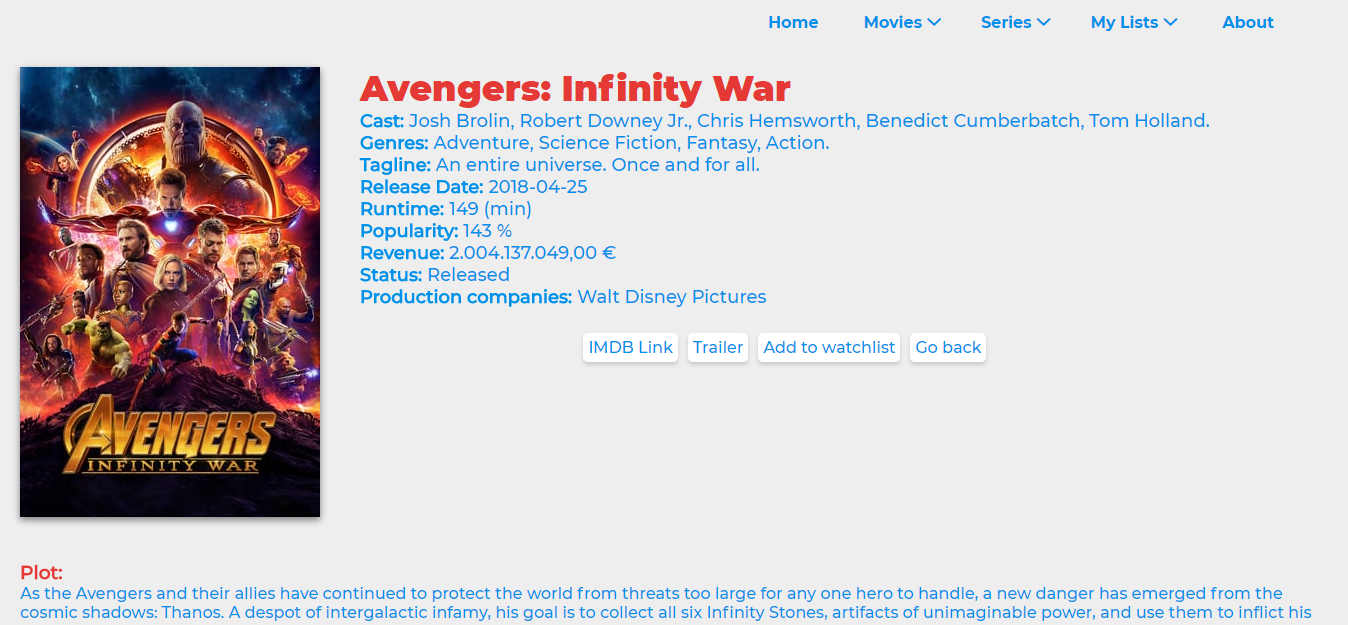 Home Movies Series My Lists About
Avengers: Infinity War
Cast: Josh Brolin, Robert Downey Jr., Chris Hemsworth, Benedict Cumberbatch, Tom Holland.
Genres: Adventure, Science Fiction, Fantasy, Action.
Tagline: An entire universe. Once and for all.
Release Date: 2018-04-25
Runtime: 149 (min)
Popularity: 143 %
Revenue: 2.004.137.049,00 €
Status: Released
Production companies: Walt Disney Pictures
IMDB Link Trailer Add to watchlist Go back
AVENGERS
INFINITY WAR
Plot:
As the Avengers and their allies have continued to protect the world from threats too large for any one hero to handle, a new danger has emerged from the
cosmic shadows: Thanos. A despot of intergalactic infamy, his goal is to collect all six Infinity Stones, artifacts of unimaginable power, and use them to inflict his